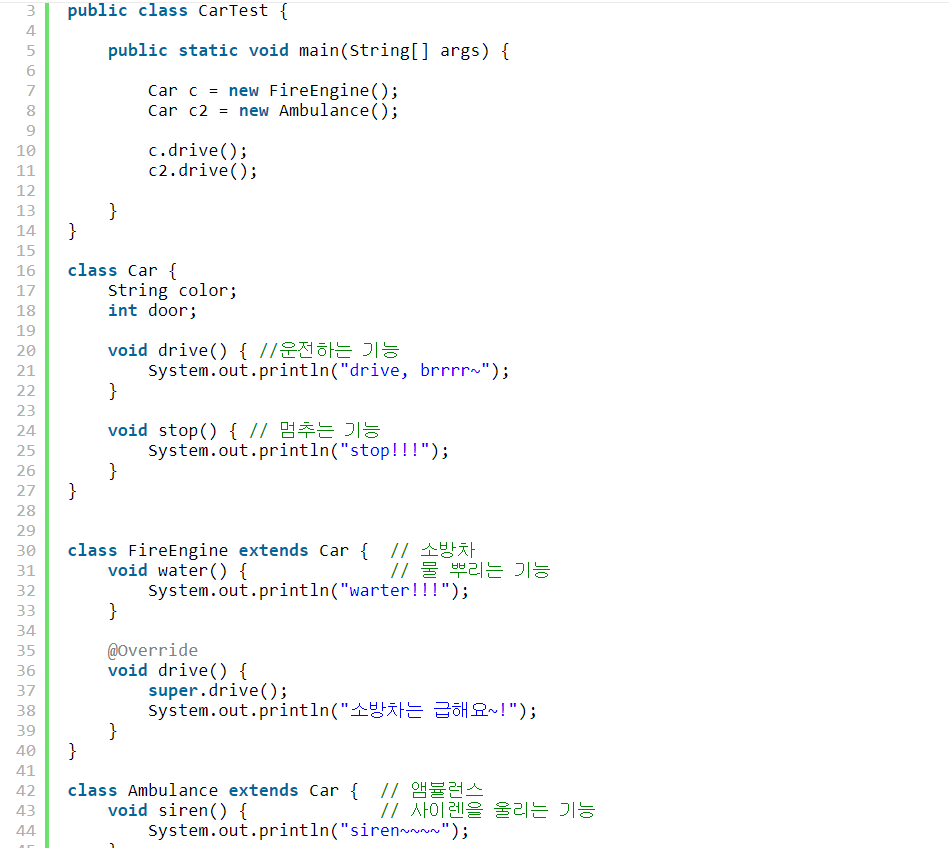 3 public class CarTest {
4
5 public static void main(String[] args) {
6
7 Car c = new FireEngine();
8 Car c2 = new Ambulance();
9
10 c.drive();
11 c2.drive();
12
13 }
14 }
15
16 class Car {
17 String color;
18 int door;
19
20 void drive() { //운전하는 기능
21 System.out.println("drive, brrrr~");
22 }
23
24 void stop() { // 멈추는 기능
25 System.out.println("stop!!!");
26 }
27 }
28
29
30 class FireEngine extends Car { // 소방차
31 void water() { // 물 뿌리는 기능
32 System.out.println("warter!!!");
33 }
34
35 @Override
36 void drive() {
37 super.drive();
38 System.out.println("소방차는 급해요~!");
39 }
40 }
41
42 class Ambulance extends Car { // 앰뷸런스
43 void siren() { // 사이렌을 울리는 기능
44 System.out.println("siren~~~~");